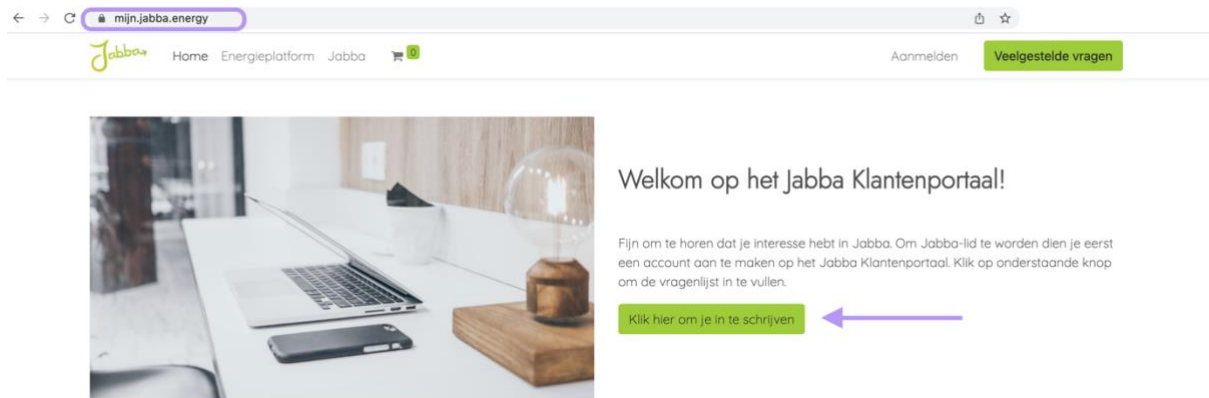 mijn.jabba.energy
Jabba Home Energieplatform Jabba 0 Aanmelden Veelgestelde vragen
Welkom op het Jabba Klantenportaal!
Fijn om te horen dat je interesse hebt in Jabba. Om Jabba-lid te worden dien je eerst
een account aan te maken op het Jabba Klantenportaal. Klik op onderstaande knop
om de vragenlijst in te vullen.
Klik hier om je in te schrijven